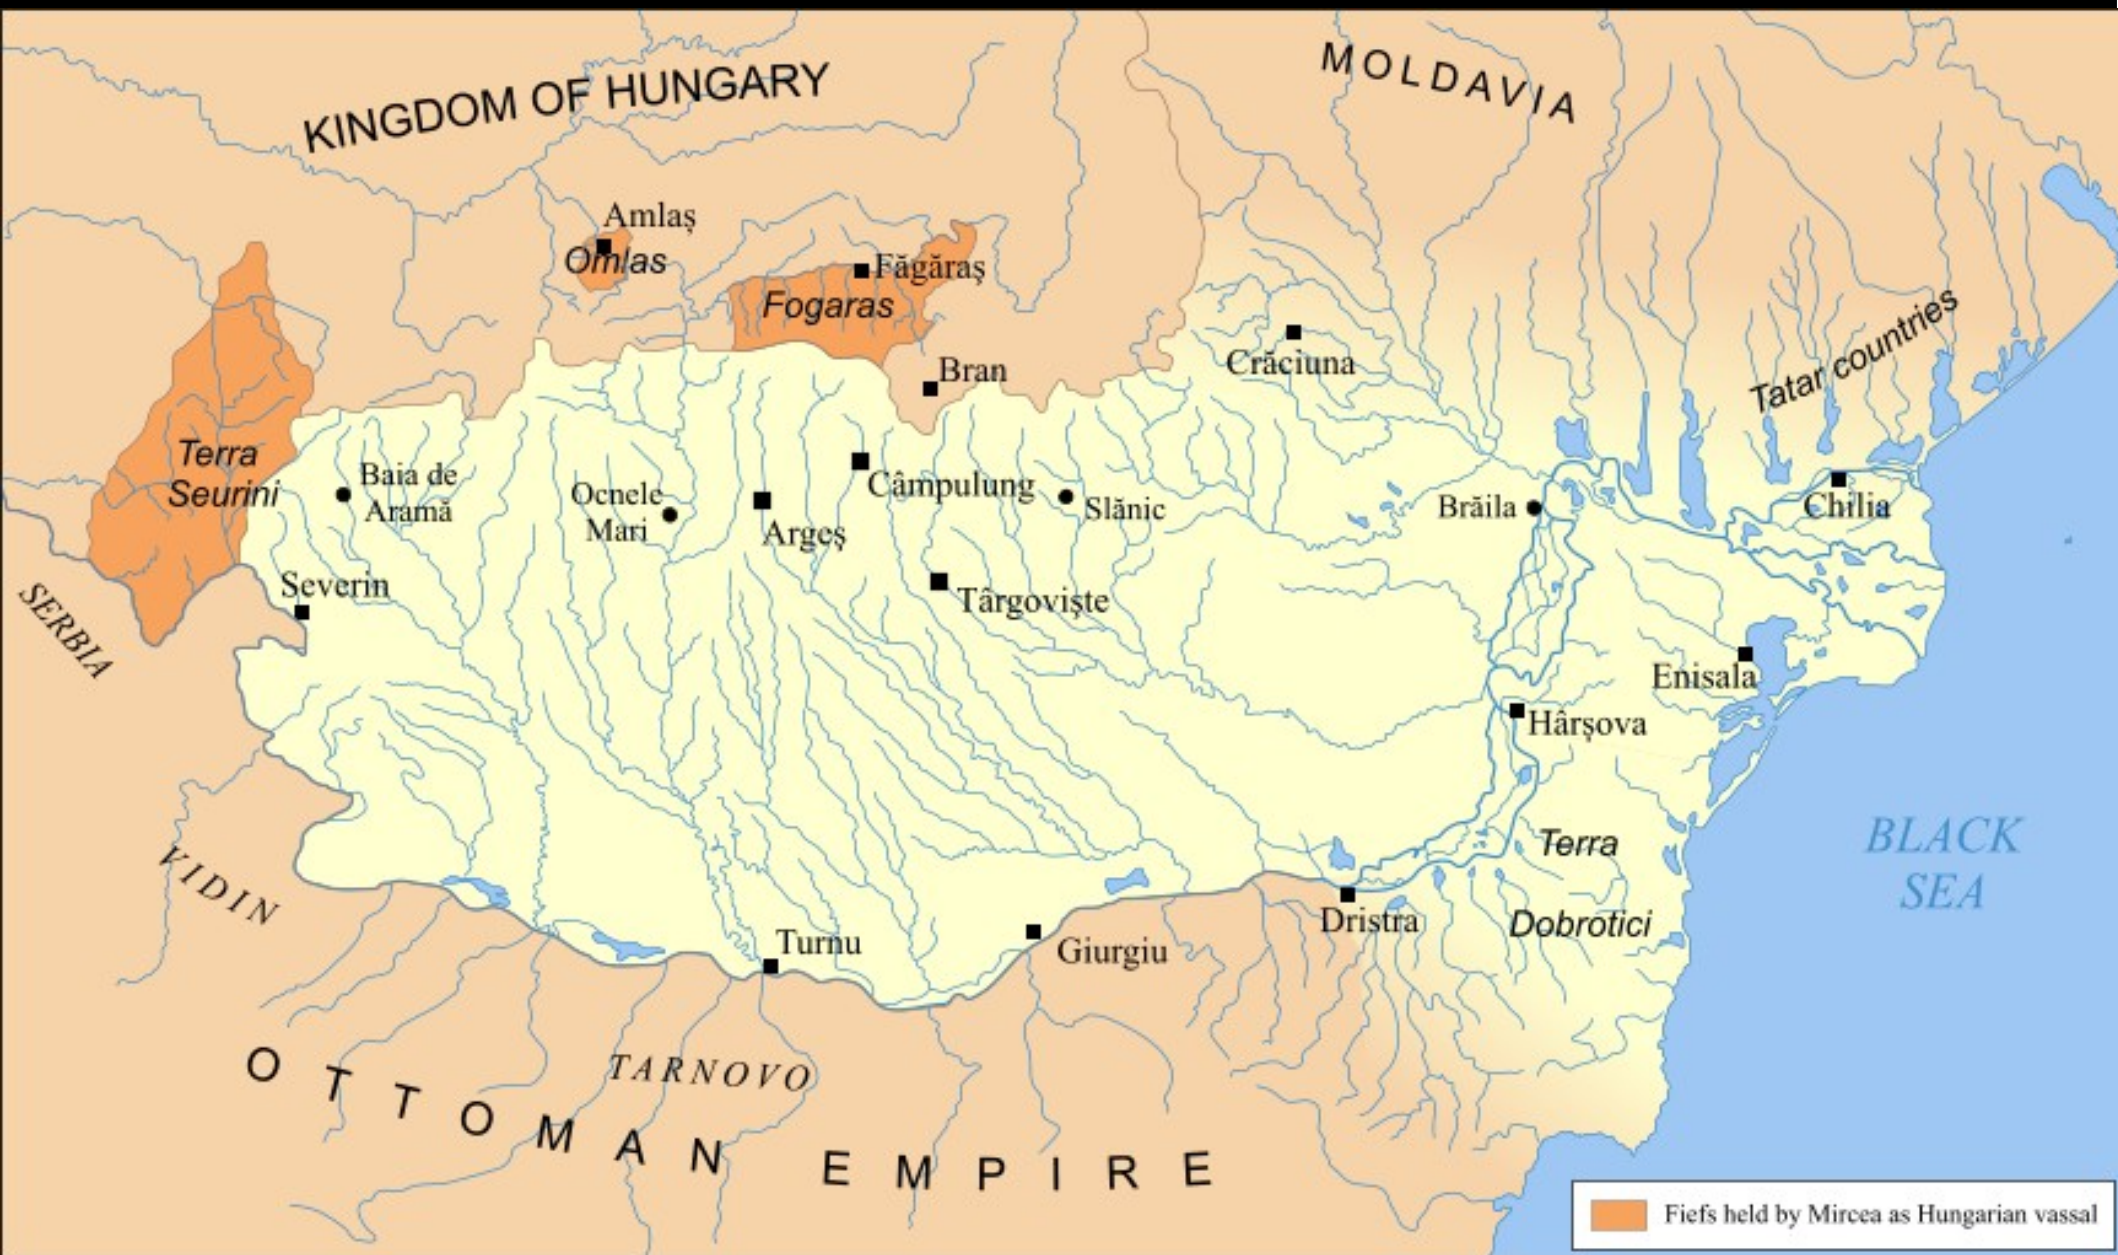 KINGDOM OF HUNGARY
MOLDAVIA
Amlaș
Omlas
Făgăraș
Fogaras
Bran
Crăciuna
Tatar countries
Terra
Seurini
Baia de
Aramă
Ocnele
Mari
Argeș
Câmpulung
Slănic
Brăila
Chilia
SERBIA
Severin
Târgoviște
Enisala
Hârșova
VIDIN
Terra
Dobrotici
BLACK
SEA
Dristra
Turnu
Giurgiu
TARNOVO
OTTOMAN EMPIRE
Fiefs held by Mircea as Hungarian vassal